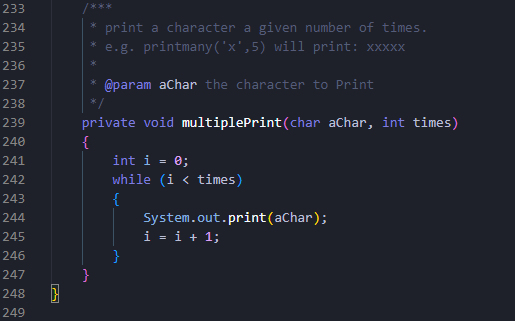 233 /***
234 * print a character a given number of times.
235 * e.g. printmany('x',5) will print: xxxxx
236 *
237 * @param aChar the character to Print
238 */
239 private void multiplePrint(char aChar, int times)
240 {
241 int i = 0;
242 while (i < times)
243 {
244 System.out.print(aChar);
245 i = i + 1;
246 }
247 }
248 }
249